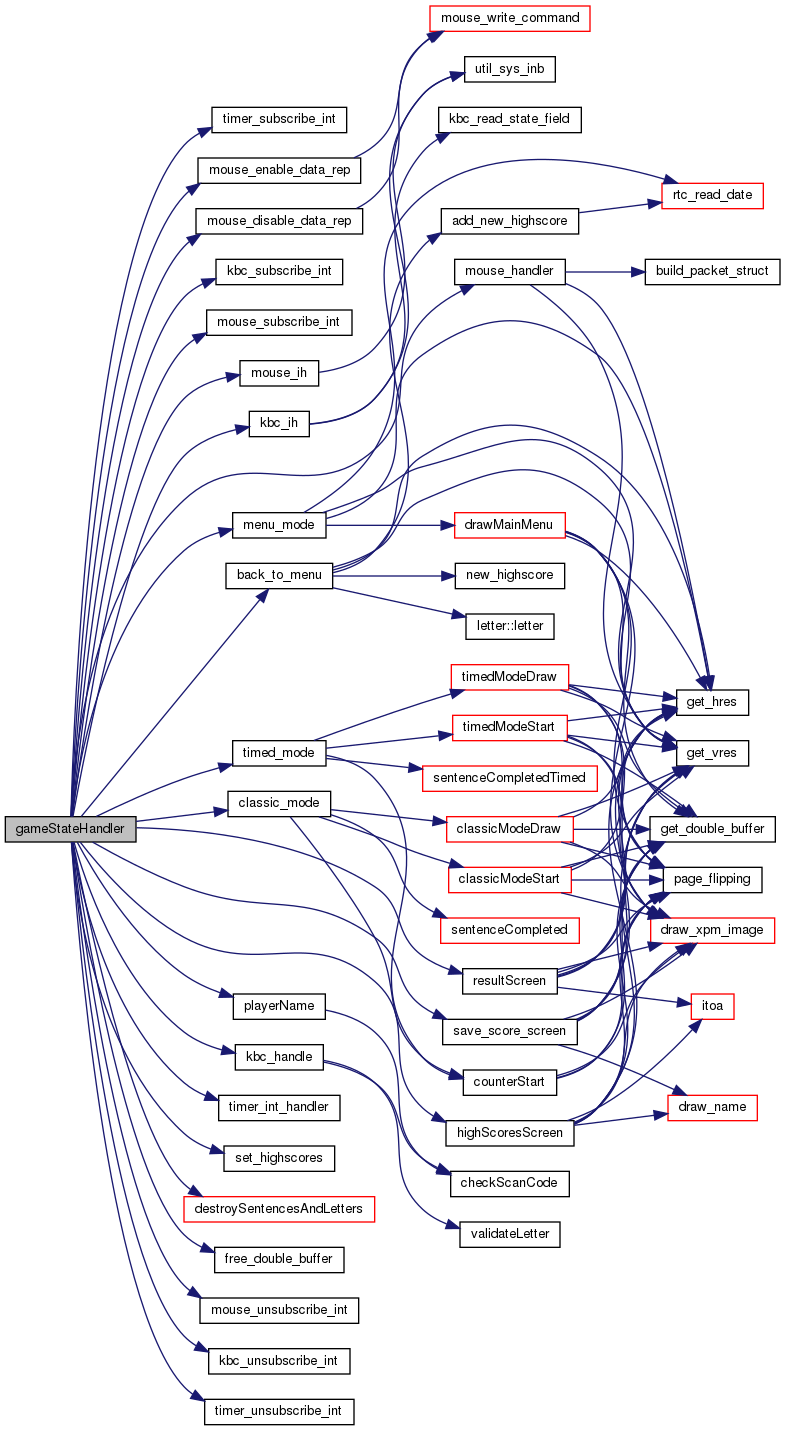 mouse_write_command
util_sys_inb
timer_subscribe_int
kbc_read_state_field
mouse_enable_data_rep
rtc_read_date
mouse_disable_data_rep
add_new_highscore
kbc_subscribe_int
mouse_handler
build_packet_struct
mouse_subscribe_int
mouse_ih
kbc_ih
menu_mode
drawMainMenu
back_to_menu
new_highscore
letter::letter
timedModeDraw
get_hres
timedModeStart
timed_mode
get_vres
sentenceCompletedTimed
classic_mode
gameStateHandler
classicModeDraw
get_double_buffer
classicModeStart
page_flipping
sentenceCompleted
draw_xpm_image
resultScreen
playerName
itoa
save_score_screen
kbc_handle
counterStart
timer_int_handler
draw_name
highScoresScreen
set_highscores
checkScanCode
destroySentencesAndLetters
validateLetter
free_double_buffer
mouse_unsubscribe_int
kbc_unsubscribe_int
timer_unsubscribe_int